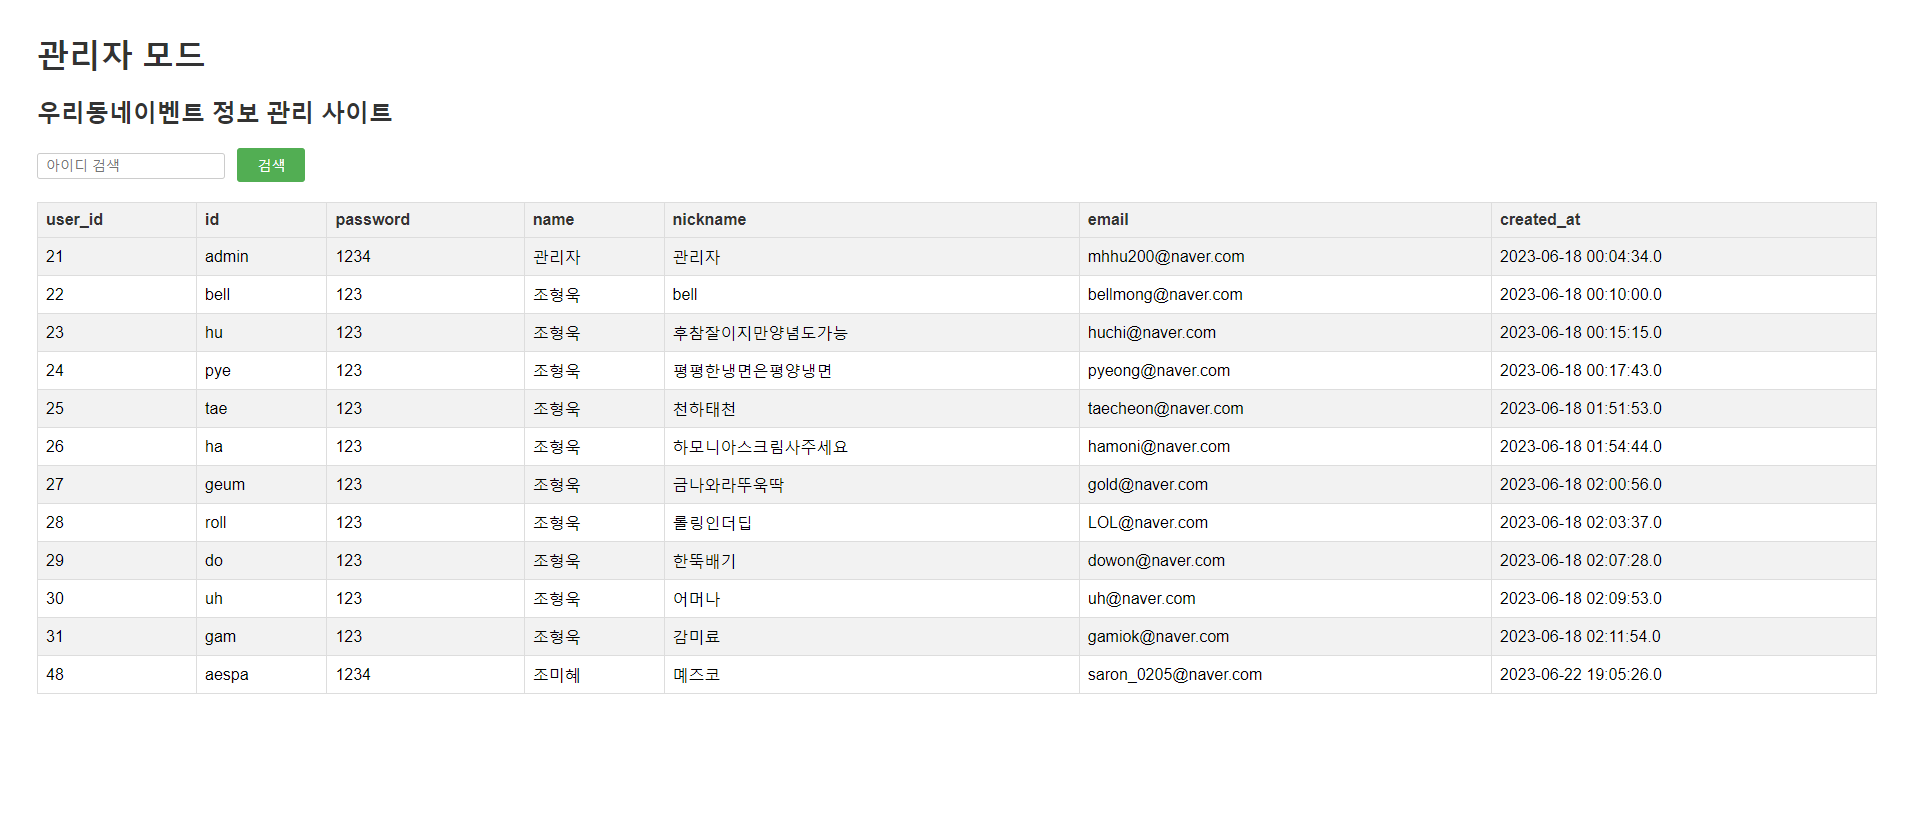 관리자 모드
우리동네이벤트 정보 관리 사이트
아이디 검색 검색
user_id id password name nickname email created_at
21 admin 1234 관리자 관리자 mhhu200@naver.com 2023-06-18 00:04:34.0
22 bell 123 조형욱 bell bellmong@naver.com 2023-06-18 00:10:00.0
23 hu 123 조형욱 후참잘이지만양념도가능 huchi@naver.com 2023-06-18 00:15:15.0
24 pye 123 조형욱 평평한냉면은평양냉면 pyeong@naver.com 2023-06-18 00:17:43.0
25 tae 123 조형욱 천하태천 taecheon@naver.com 2023-06-18 01:51:53.0
26 ha 123 조형욱 하모니아스크림사주세요 hamoni@naver.com 2023-06-18 01:54:44.0
27 geum 123 조형욱 금나와라뚜욱딱 gold@naver.com 2023-06-18 02:00:56.0
28 roll 123 조형욱 롤링인더딥 LOL@naver.com 2023-06-18 02:03:37.0
29 do 123 조형욱 한뚝배기 dowon@naver.com 2023-06-18 02:07:28.0
30 uh 123 조형욱 어머나 uh@naver.com 2023-06-18 02:09:53.0
31 gam 123 조형욱 감미료 gamiok@naver.com 2023-06-18 02:11:54.0
48 aespa 1234 조미혜 saron_0205@naver.com 2023-06-22 19:05:26.0